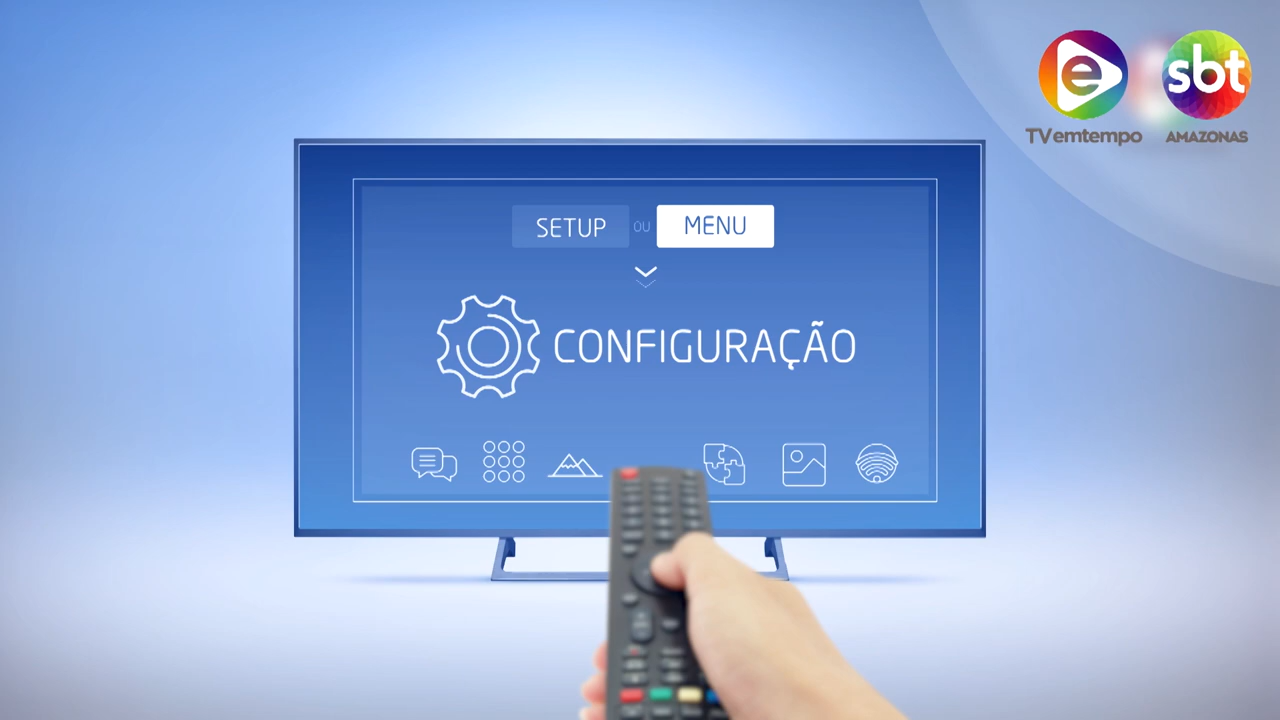 e
sbt
TVemtempo
AMAZONAS
SETUP OU MENU
CONFIGURAÇÃO